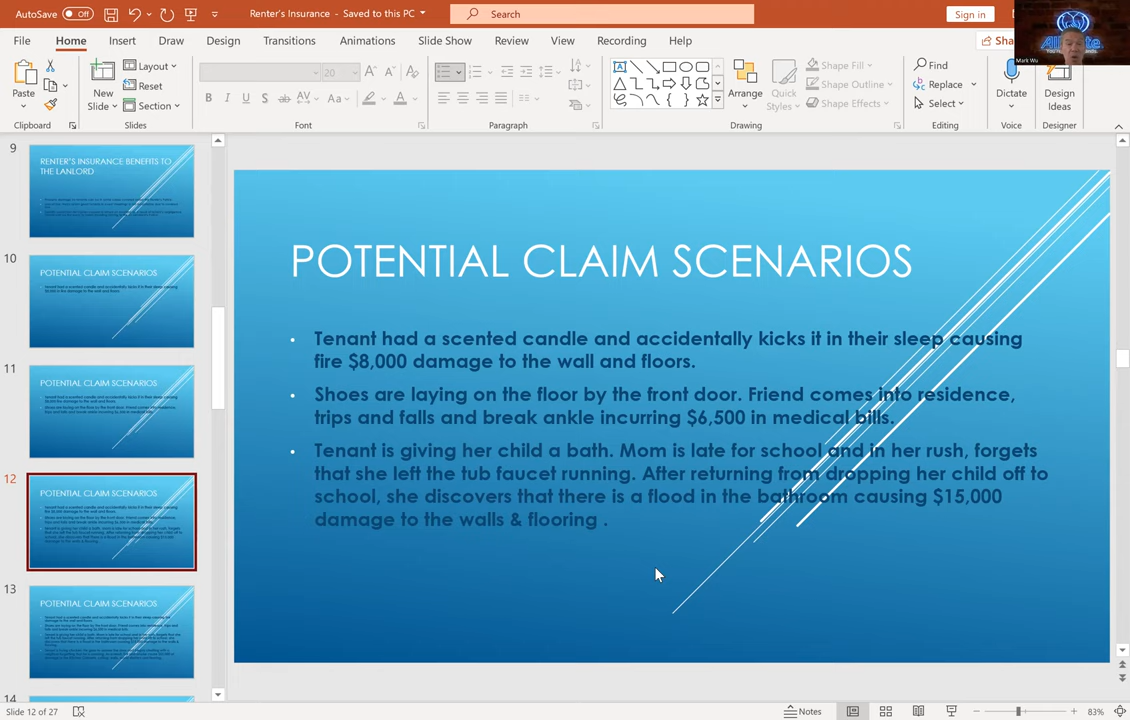 AutoSave Off Renter's Insurance - Saved to this PC Search Sign in
File Home Insert Draw Design Transitions Animations Slide Show Review View Recording Help
Mark Wu
Paste
Clipboard
New
Slide
Layout
Reset
Section
Slides
Font
Paragraph
Arrange
Quick
Styles
Shape Fill
Shape Outline
Shape Effects
Drawing
Find
Replace
Select
Editing
Dictate
Voice
Design
Ideas
Designer
9
RENTER'S INSURANCE BENEFITS TO
THE LANLORD
10
POTENTIAL CLAIM SCENARIOS
11
POTENTIAL CLAIM SCENARIOS
12
POTENTIAL CLAIM SCENARIOS
13
POTENTIAL CLAIM SCENARIOS
14
POTENTIAL CLAIM SCENARIOS
• Tenant had a scented candle and accidentally kicks it in their sleep causing
fire $8,000 damage to the wall and floors.
• Shoes are laying on the floor by the front door. Friend comes into residence,
trips and falls and break ankle incurring $6,500 in medical bills.
• Tenant is giving her child a bath. Mom is late for school and in her rush, forgets
that she left the tub faucet running. After returning from dropping her child off to
school, she discovers that there is a flood in the bathroom causing $15,000
damage to the walls & flooring .
Slide 12 of 27 Notes 83%